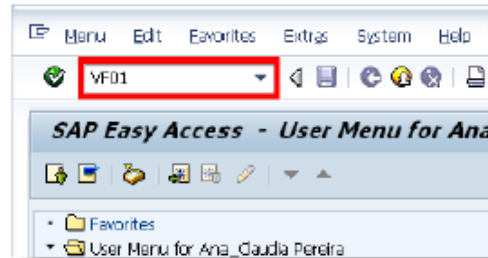 Menu Edit Favorites Extras System Help
VF01
SAP Easy Access - User Menu for Ana
Favorites
User Menu for Ana_Claudia Pereira